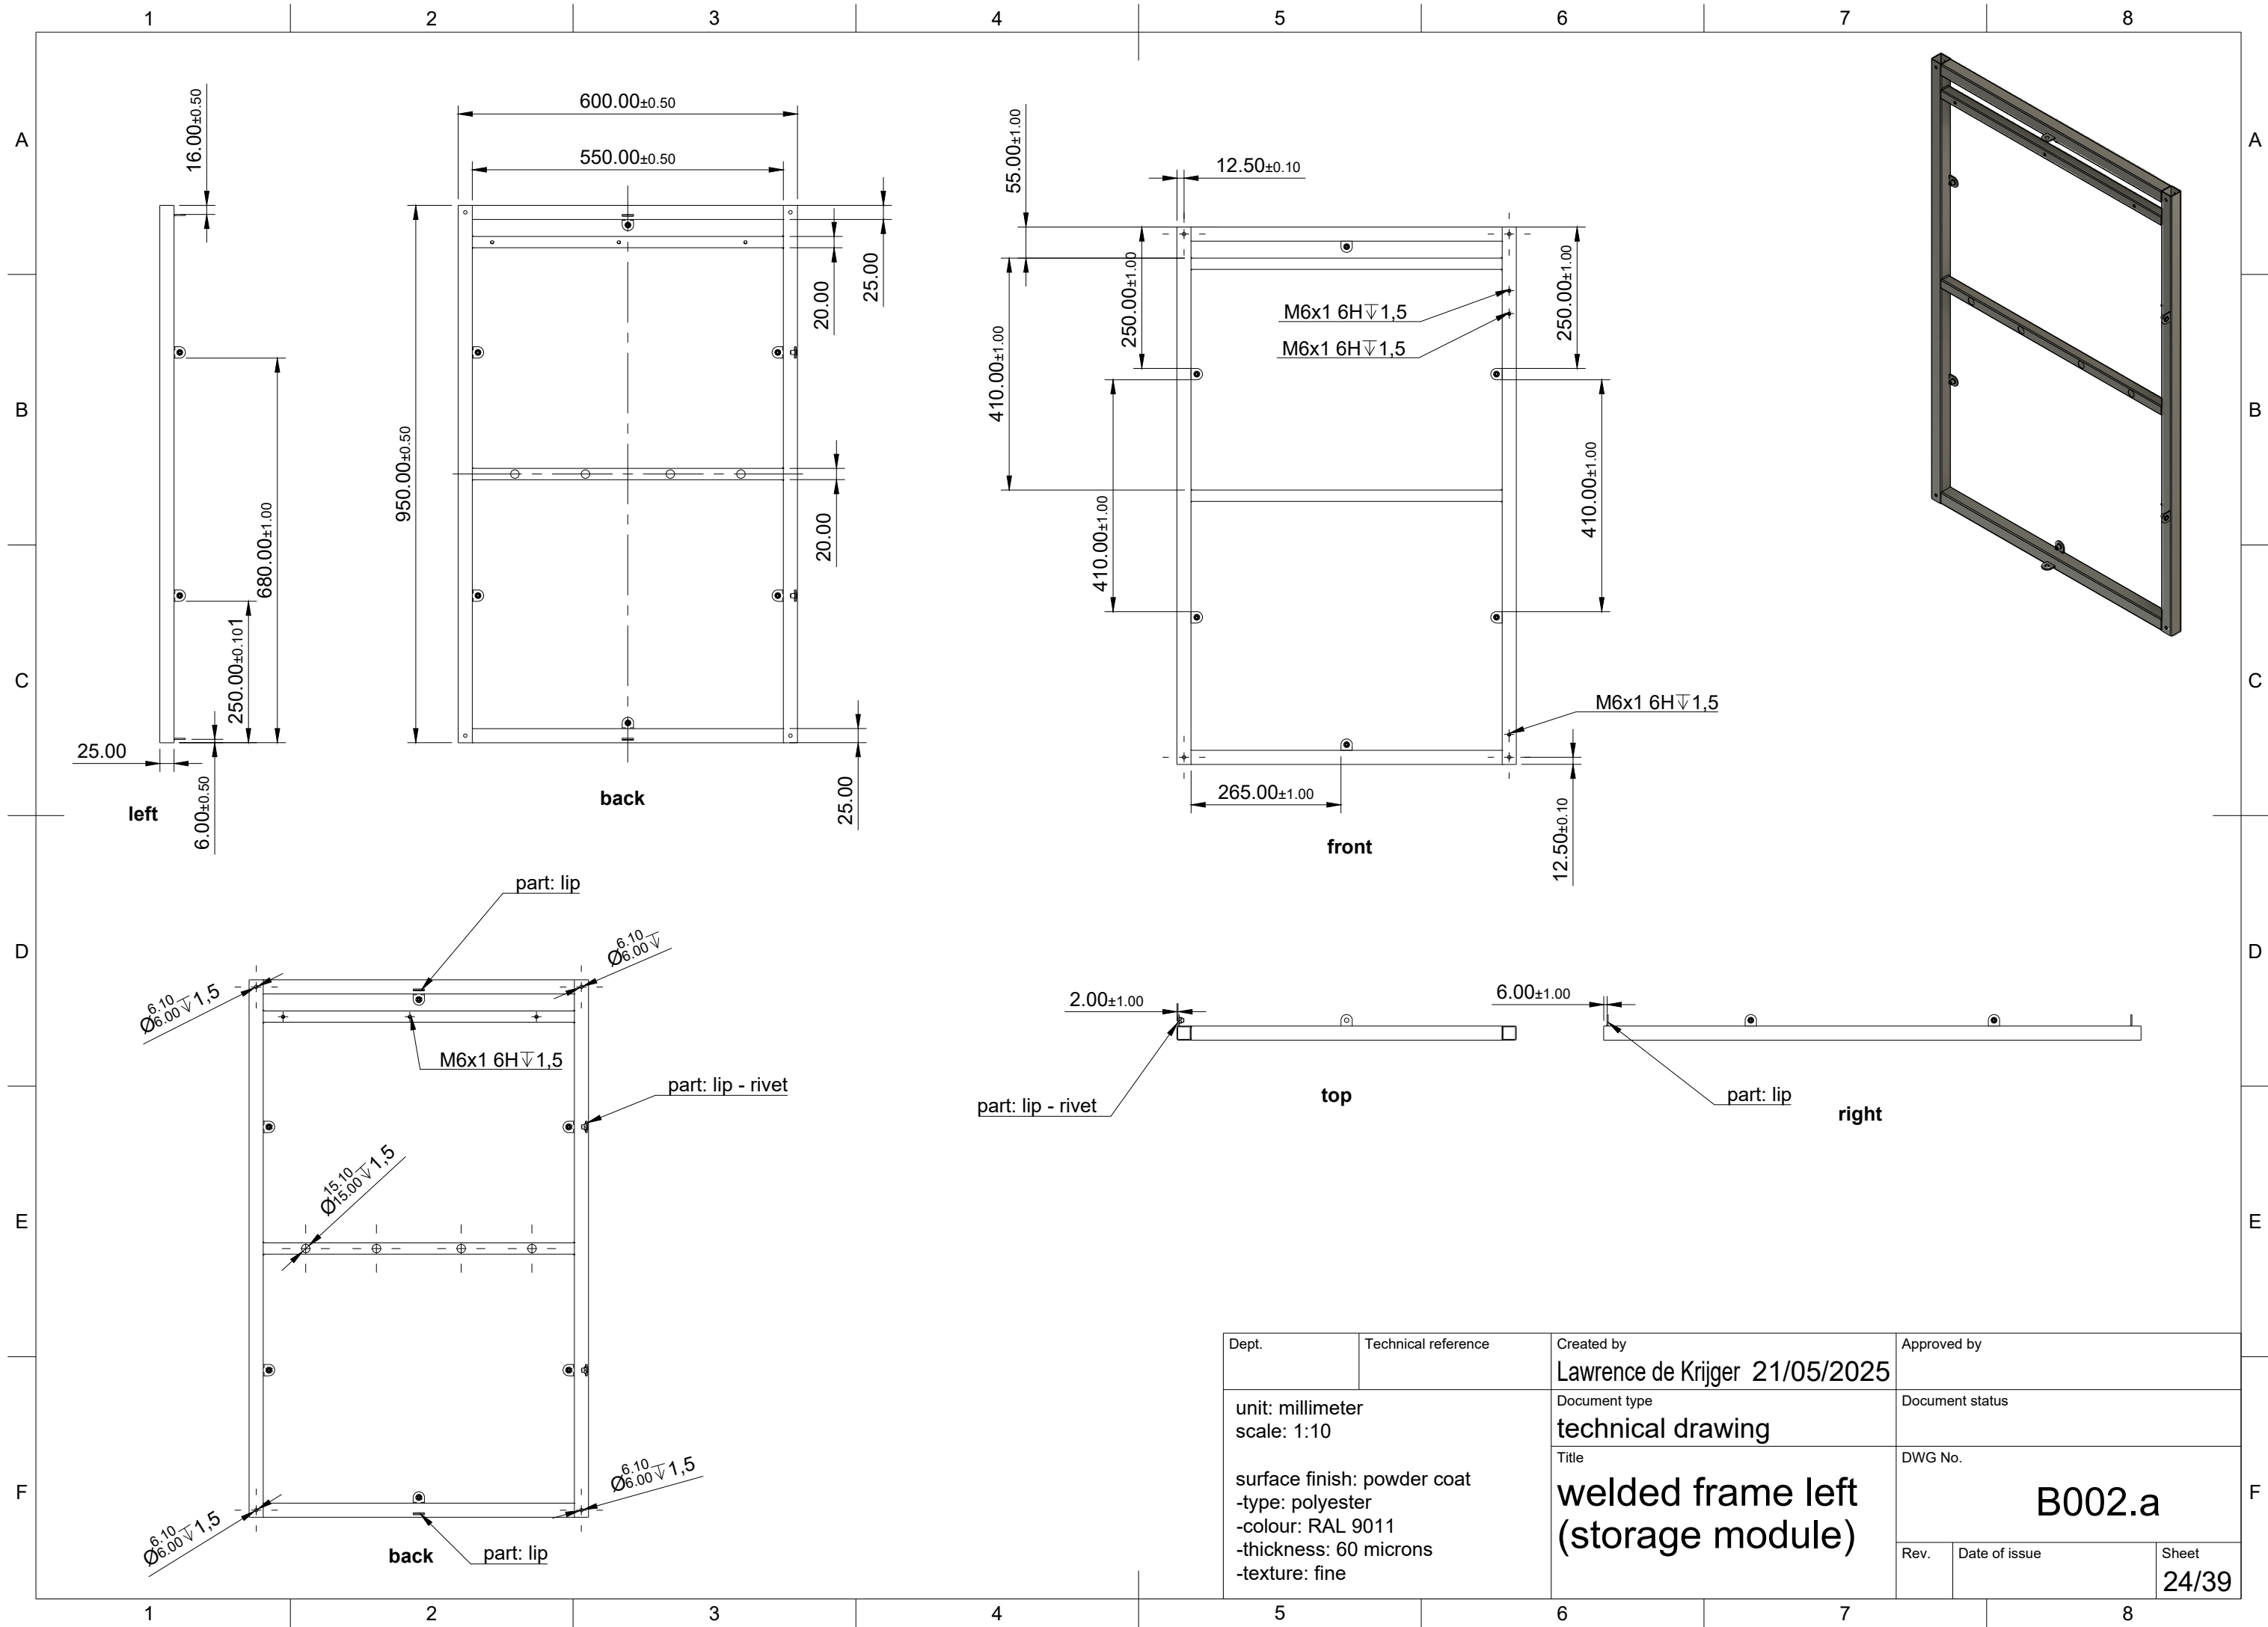 1 2 3 4 5 6 7 8
A A
B B
C C
D D
E E
F F
16.00±0.50
680.00±1.00
250.00±0.101
25.00
6.00±0.50
left
600.00±0.50
550.00±0.50
950.00±0.50
20.00
25.00
20.00
25.00
back
55.00±1.00
12.50±0.10
250.00±1.00
250.00±1.00
410.00±1.00
M6x1 6H↧1,5
M6x1 6H↧1,5
410.00±1.00
410.00±1.00
M6x1 6H↧1,5
265.00±1.00
12.50±0.10
front
part: lip
Ø6.10 6.00↧1,5
Ø6.10 6.00↧
M6x1 6H↧1,5
part: lip - rivet
Ø15.10 15.00↧1,5
Ø6.10 6.00↧1,5
Ø6.10 6.00↧1,5
back
part: lip
2.00±1.00
part: lip - rivet
top
6.00±1.00
part: lip
right
Dept.
Technical reference
Created by
Lawrence de Krijger 21/05/2025
Approved by
unit: millimeter
scale: 1:10
surface finish: powder coat
-type: polyester
-colour: RAL 9011
-thickness: 60 microns
-texture: fine
Document type
technical drawing
Document status
Title
welded frame left
(storage module)
DWG No.
B002.a
Rev.
Date of issue
Sheet
24/39
1 2 3 4 5 6 7 8